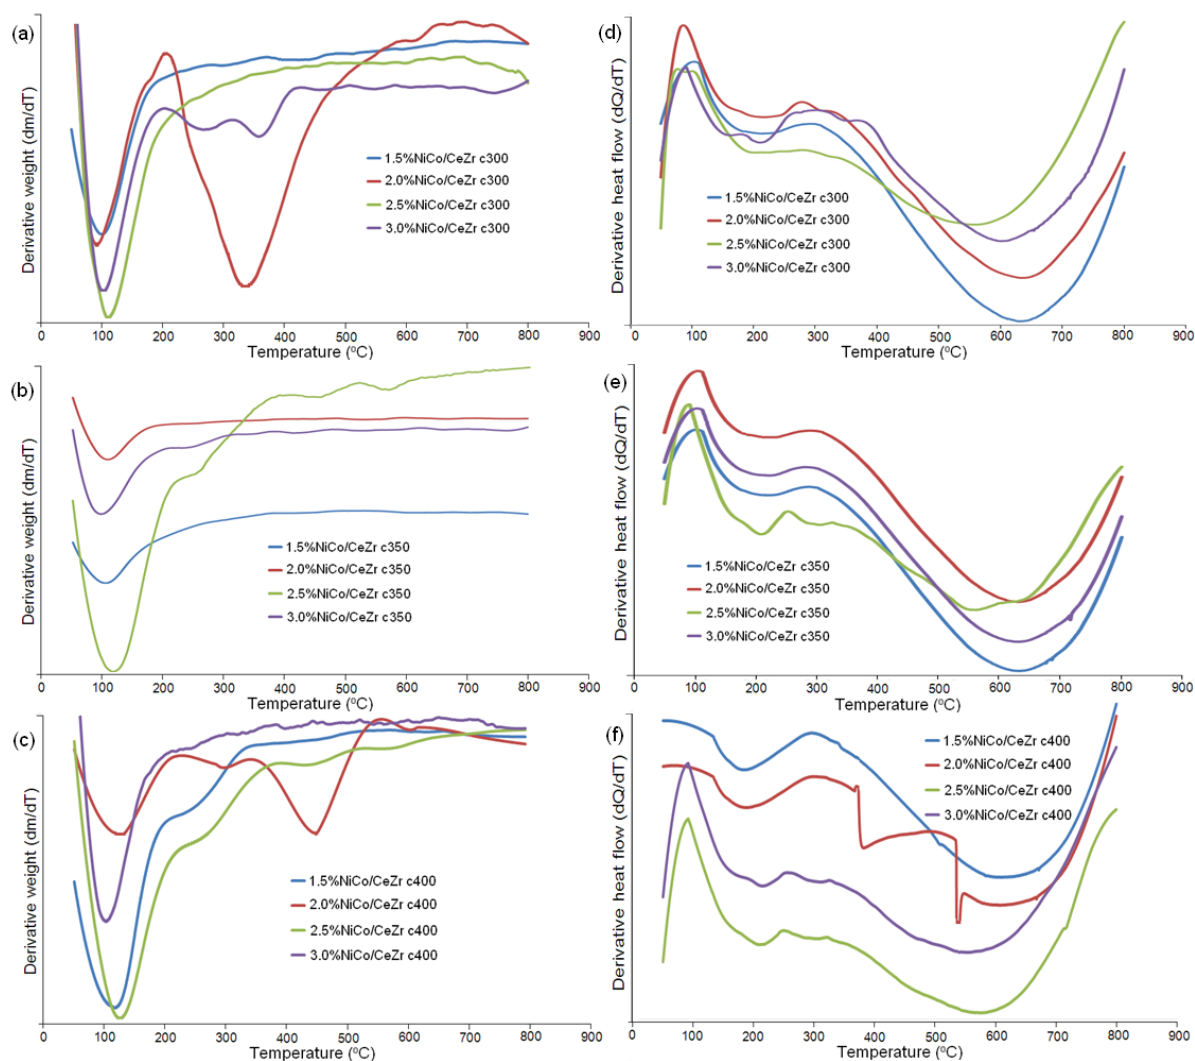 (a)
Derivative weight (dm/dT)
1.5%NiCo/CeZr c300
2.0%NiCo/CeZr c300
2.5%NiCo/CeZr c300
3.0%NiCo/CeZr c300
0 100 200 300 400 500 600 700 800 900
Temperature (°C)
(d)
Derivative heat flow (dQ/dT)
1.5%NiCo/CeZr c300
2.0%NiCo/CeZr c300
2.5%NiCo/CeZr c300
3.0%NiCo/CeZr c300
0 100 200 300 400 500 600 700 800 900
Temperature (°C)
(b)
Derivative weight (dm/dT)
1.5%NiCo/CeZr c350
2.0%NiCo/CeZr c350
2.5%NiCo/CeZr c350
3.0%NiCo/CeZr c350
0 100 200 300 400 500 600 700 800 900
Temperature (°C)
(e)
Derivative heat flow (dQ/dT)
1.5%NiCo/CeZr c350
2.0%NiCo/CeZr c350
2.5%NiCo/CeZr c350
3.0%NiCo/CeZr c350
0 100 200 300 400 500 600 700 800 900
Temperature (°C)
(c)
Derivative weight (dm/dT)
1.5%NiCo/CeZr c400
2.0%NiCo/CeZr c400
2.5%NiCo/CeZr c400
3.0%NiCo/CeZr c400
0 100 200 300 400 500 600 700 800 900
Temperature (°C)
(f)
Derivative heat flow (dQ/dT)
1.5%NiCo/CeZr c400
2.0%NiCo/CeZr c400
2.5%NiCo/CeZr c400
3.0%NiCo/CeZr c400
0 100 200 300 400 500 600 700 800 900
Temperature (°C)